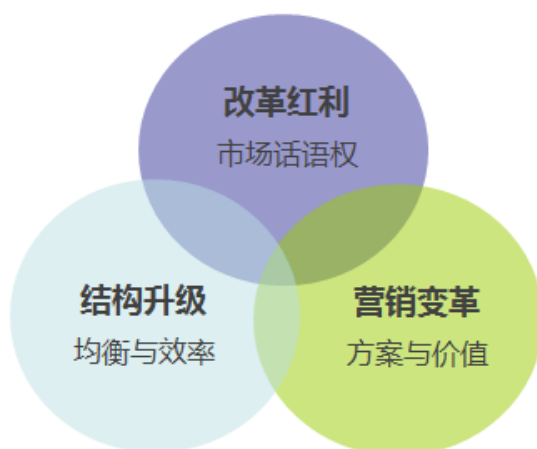 改革红利
市场话语权
结构升级
均衡与效率
营销变革
方案与价值